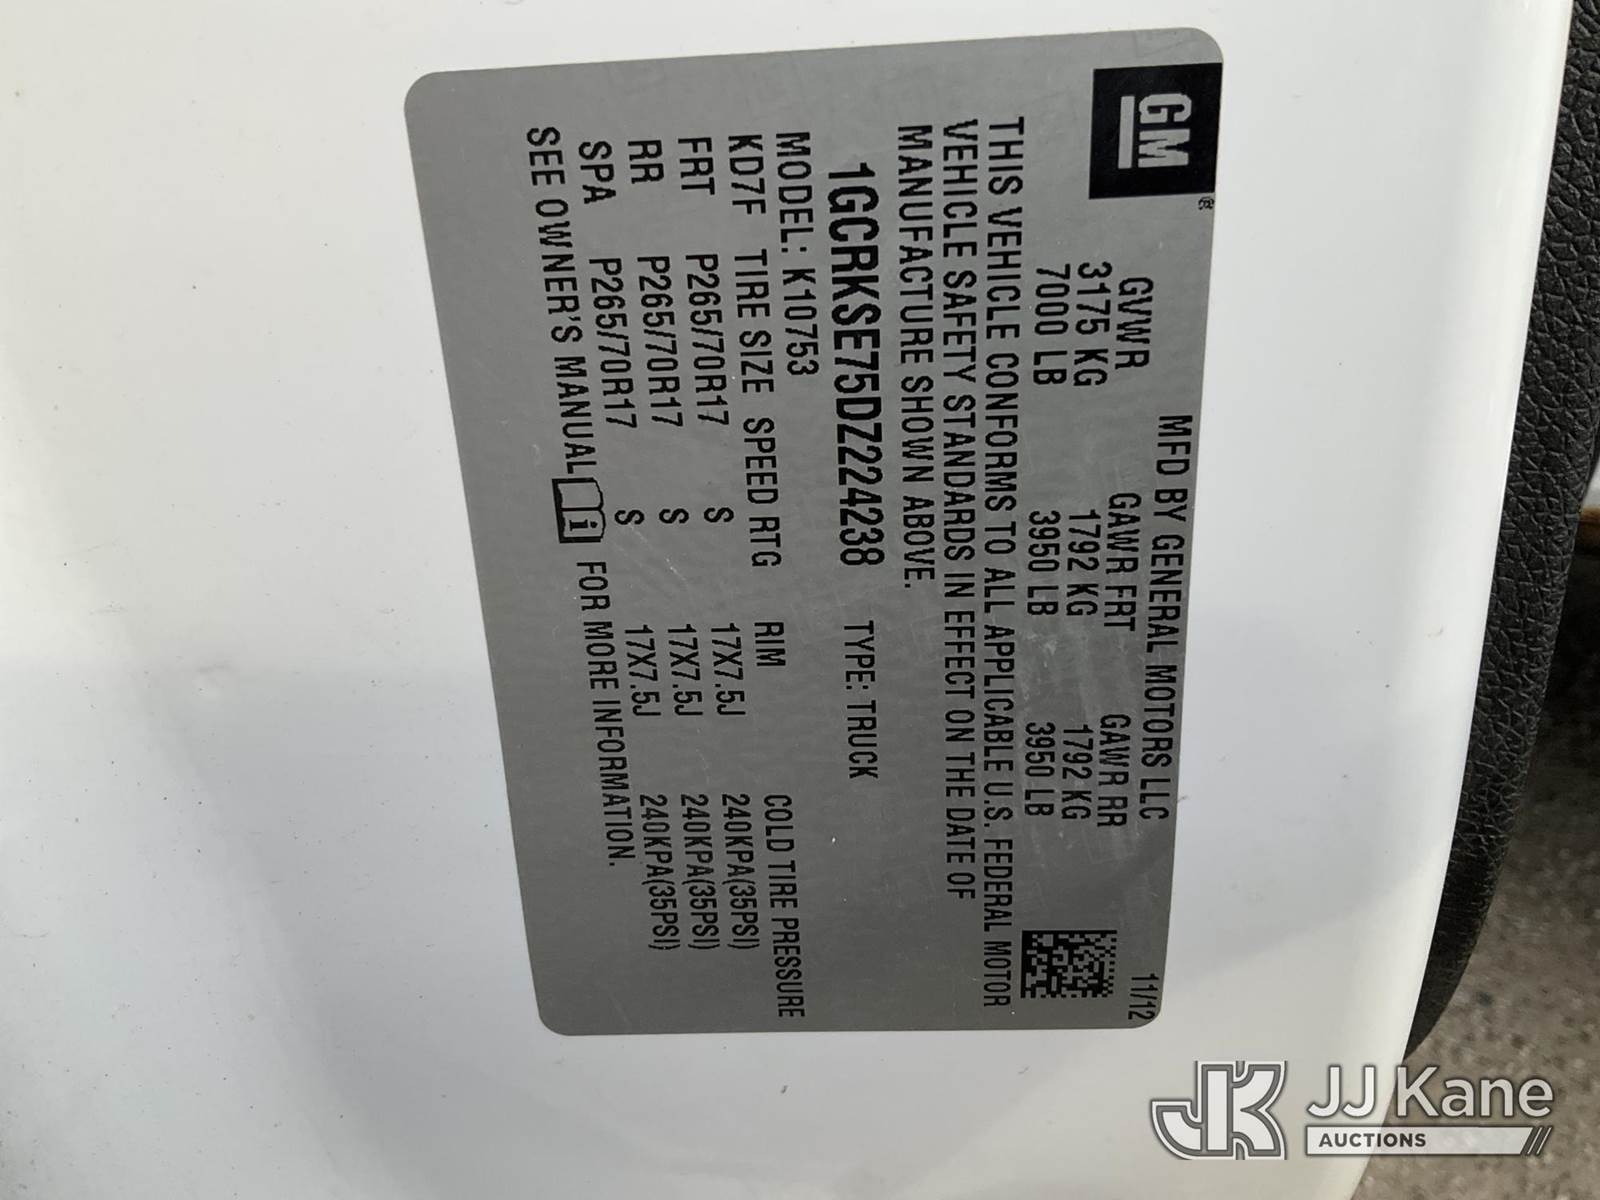 GM®
MFD BY GENERAL MOTORS LLC 11/12
GVWR GAWR FRT GAWR RR
3175 KG 1792 KG 1792 KG
7000 LB 3950 LB 3950 LB
THIS VEHICLE CONFORMS TO ALL APPLICABLE U.S. FEDERAL MOTOR
VEHICLE SAFETY STANDARDS IN EFFECT ON THE DATE OF
MANUFACTURE SHOWN ABOVE.
1GCRKSE75DZ224238 TYPE: TRUCK
MODEL: K10753
KD7F TIRE SIZE SPEED RTG RIM COLD TIRE PRESSURE
FRT P265/70R17 S 17X7.5J 240KPA(35PSI)
RR P265/70R17 S 17X7.5J 240KPA(35PSI)
SPA P265/70R17 S 17X7.5J 240KPA(35PSI)
SEE OWNER'S MANUAL i FOR MORE INFORMATION.
JK JJ Kane
AUCTIONS